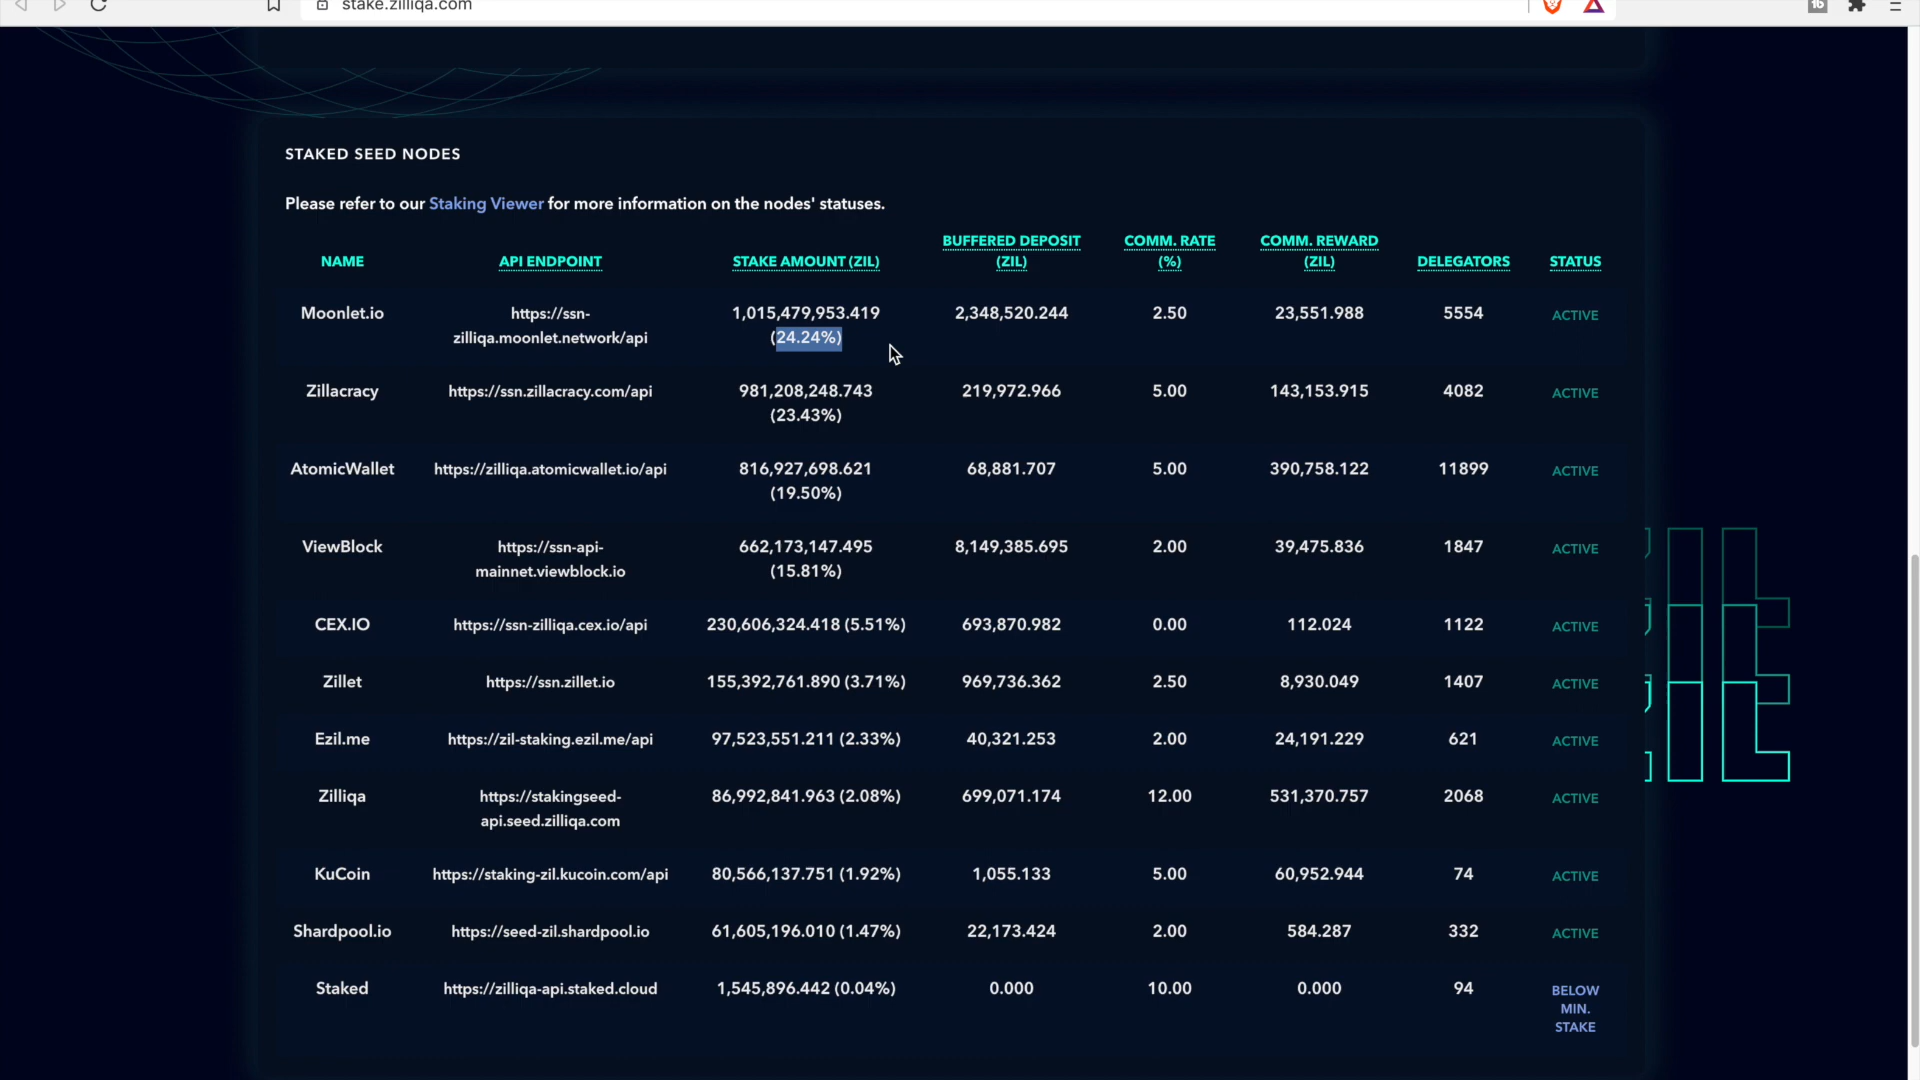 stake.zilliqa.com
STAKED SEED NODES
Please refer to our Staking Viewer for more information on the nodes' statuses.
NAME API ENDPOINT STAKE AMOUNT (ZIL) BUFFERED DEPOSIT (ZIL) COMM. RATE (%) COMM. REWARD (ZIL) DELEGATORS STATUS
Moonlet.io https://ssn-zilliqa.moonlet.network/api 1,015,479,953.419 (24.24%) 2,348,520.244 2.50 23,551.988 5554 ACTIVE
Zillacracy https://ssn.zillacracy.com/api 981,208,248.743 (23.43%) 219,972.966 5.00 143,153.915 4082 ACTIVE
AtomicWallet https://zilliqa.atomicwallet.io/api 816,927,698.621 (19.50%) 68,881.707 5.00 390,758.122 11899 ACTIVE
ViewBlock https://ssn-api-mainnet.viewblock.io 662,173,147.495 (15.81%) 8,149,385.695 2.00 39,475.836 1847 ACTIVE
CEX.IO https://ssn-zilliqa.cex.io/api 230,606,324.418 (5.51%) 693,870.982 0.00 112.024 1122 ACTIVE
Zillet https://ssn.zillet.io 155,392,761.890 (3.71%) 969,736.362 2.50 8,930.049 1407 ACTIVE
Ezil.me https://zil-staking.ezil.me/api 97,523,551.211 (2.33%) 40,321.253 2.00 24,191.229 621 ACTIVE
Zilliqa https://stakingseed-api.seed.zilliqa.com 86,992,841.963 (2.08%) 699,071.174 12.00 531,370.757 2068 ACTIVE
KuCoin https://staking-zil.kucoin.com/api 80,566,137.751 (1.92%) 1,055.133 5.00 60,952.944 74 ACTIVE
Shardpool.io https://seed-zil.shardpool.io 61,605,196.010 (1.47%) 22,173.424 2.00 584.287 332 ACTIVE
Staked https://zilliqa-api.staked.cloud 1,545,896.442 (0.04%) 0.000 10.00 0.000 94 BELOW MIN. STAKE